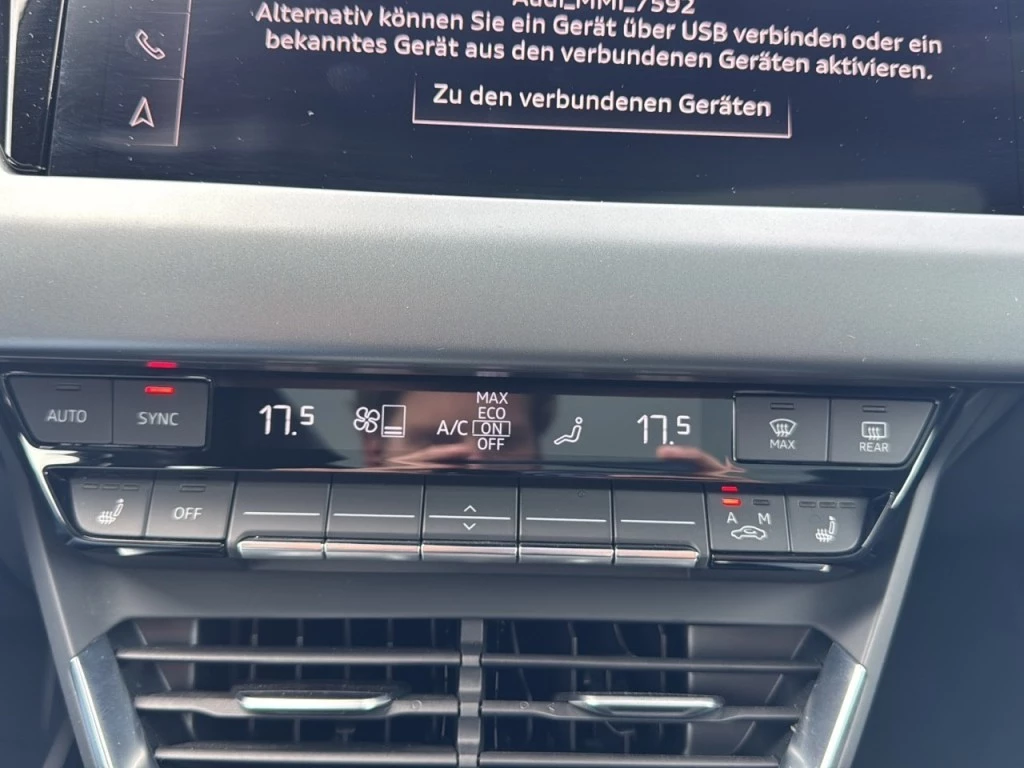 Audi_MMI_7592
Alternativ können Sie ein Gerät über USB verbinden oder ein
bekanntes Gerät aus den verbundenen Geräten aktivieren.
Zu den verbundenen Geräten
AUTO SYNC 17.5 A/C MAX
ECO
ON
OFF
17.5 MAX REAR
OFF A M